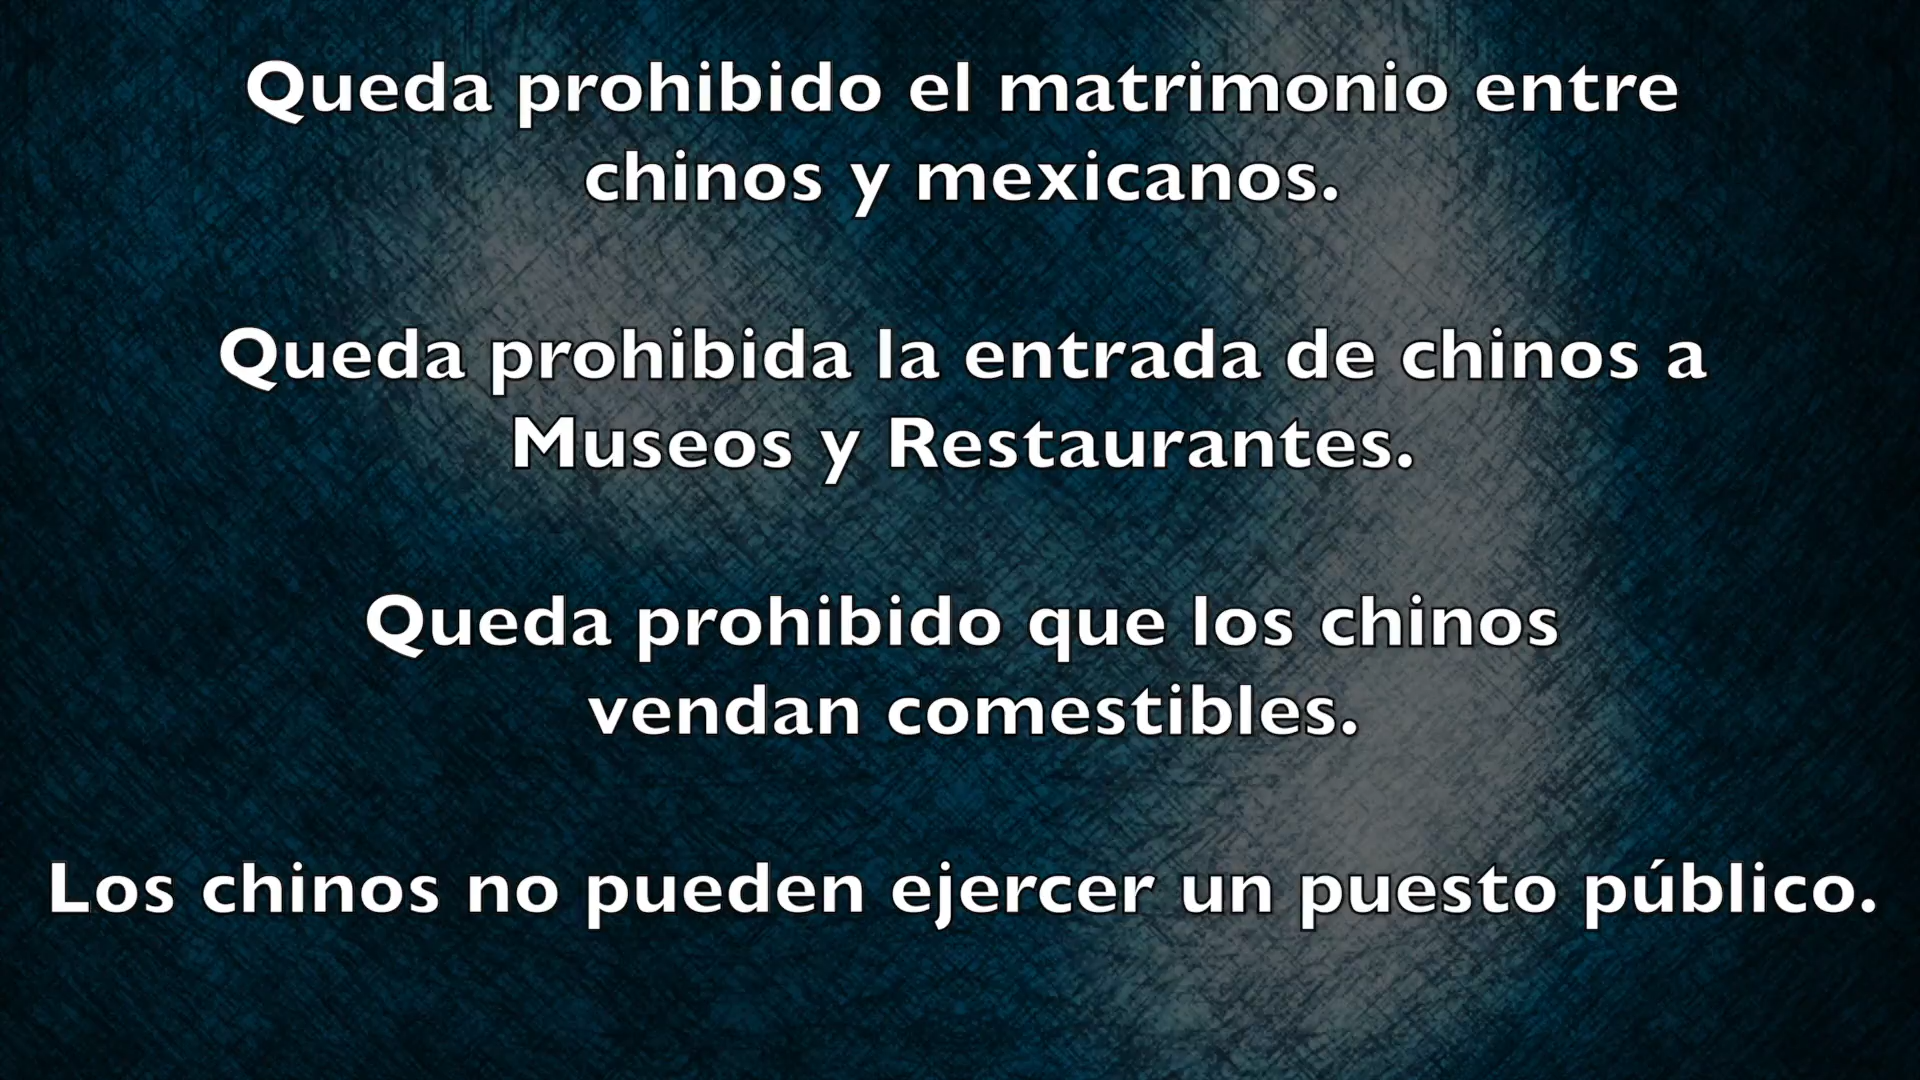 Queda prohibido el matrimonio entre
chinos y mexicanos.
Queda prohibida la entrada de chinos a
Museos y Restaurantes.
Queda prohibido que los chinos
vendan comestibles.
Los chinos no pueden ejercer un puesto público.